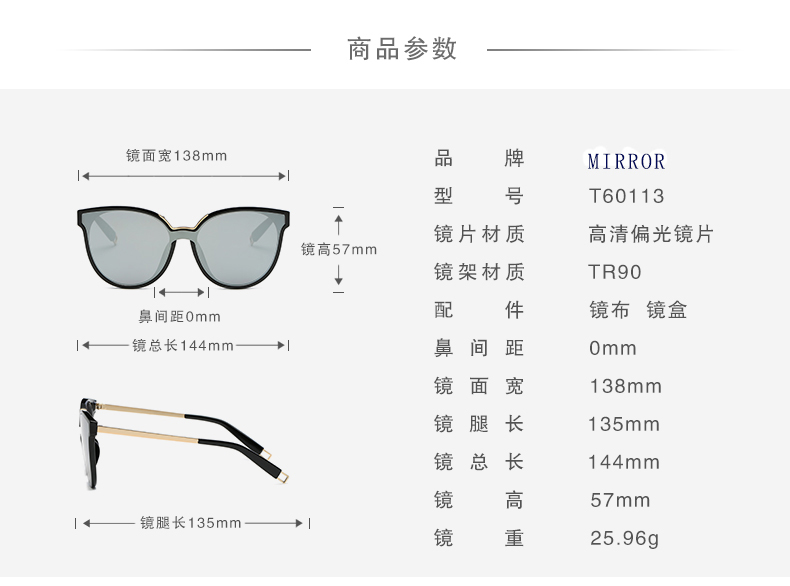 商品参数
镜面宽138mm
镜高57mm
鼻间距0mm
镜总长144mm
镜腿长135mm
品牌 MIRROR
型号 T60113
镜片材质 高清偏光镜片
镜架材质 TR90
配件 镜布 镜盒
鼻间距 0mm
镜面宽 138mm
镜腿长 135mm
镜总长 144mm
镜高 57mm
镜重 25.96g